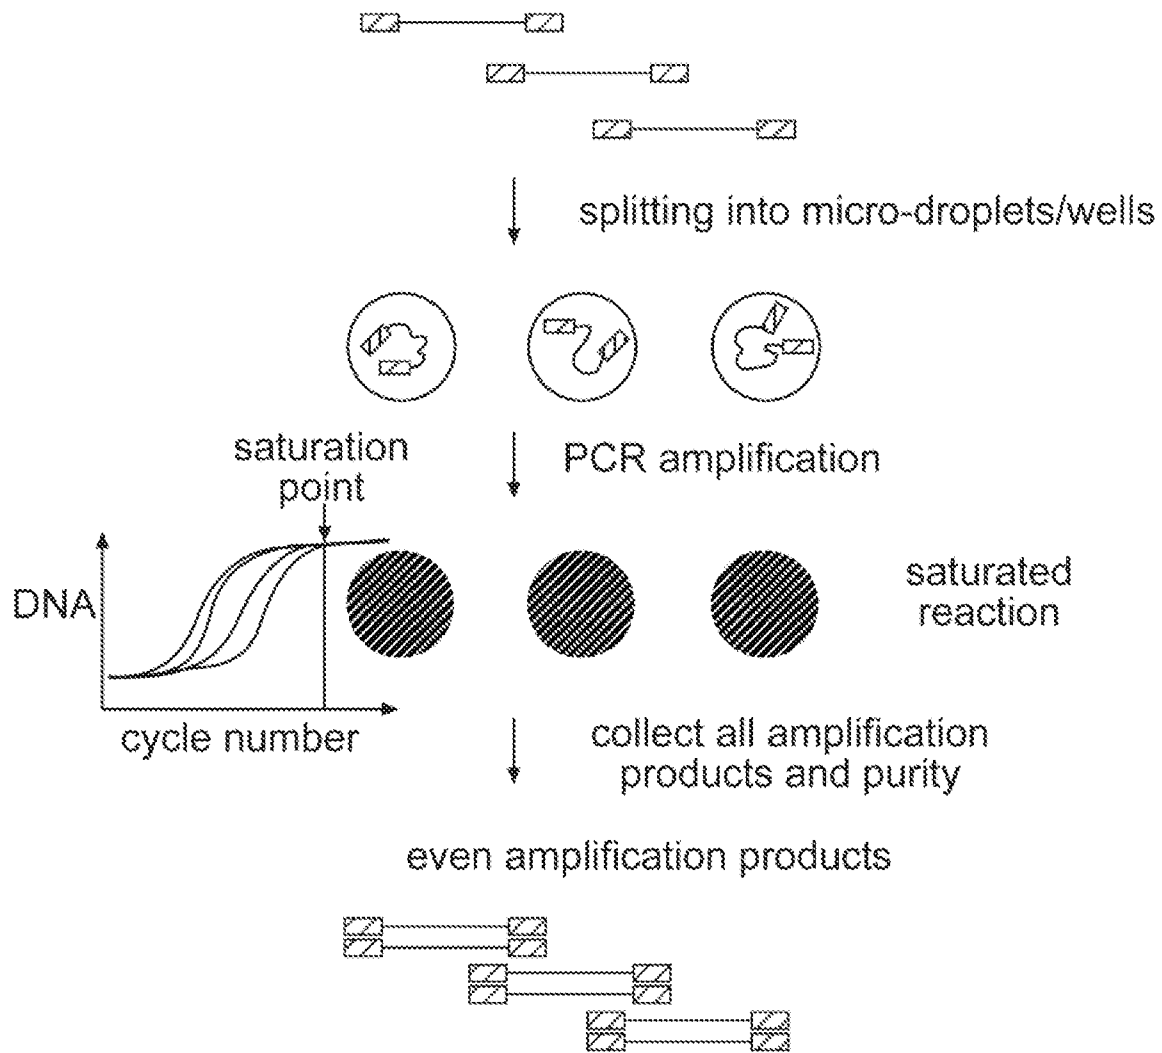 splitting into micro-droplets/wells
saturation
point
PCR amplification
DNA
cycle number
saturated
reaction
collect all amplification
products and purity
even amplification products